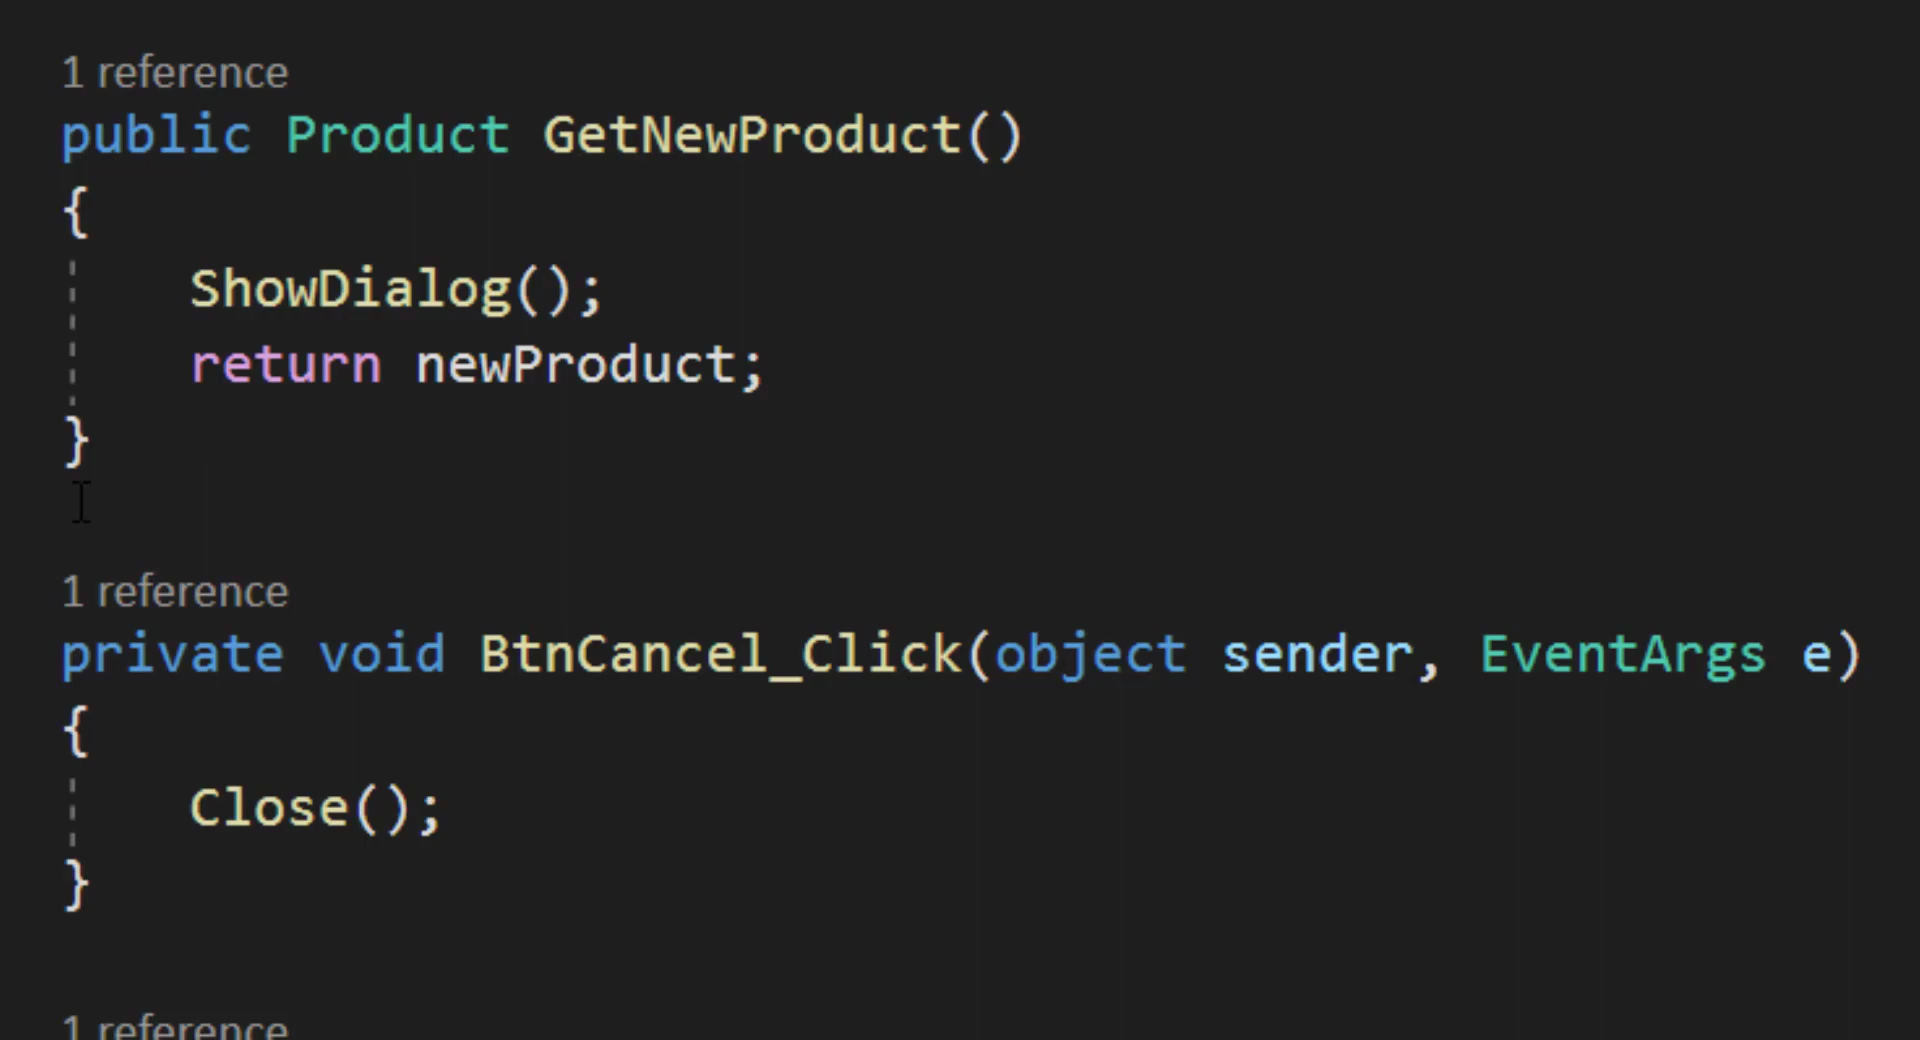 1 reference
public Product GetNewProduct()
{
ShowDialog();
return newProduct;
}
1 reference
private void BtnCancel_Click(object sender, EventArgs e)
{
Close();
}
1 reference